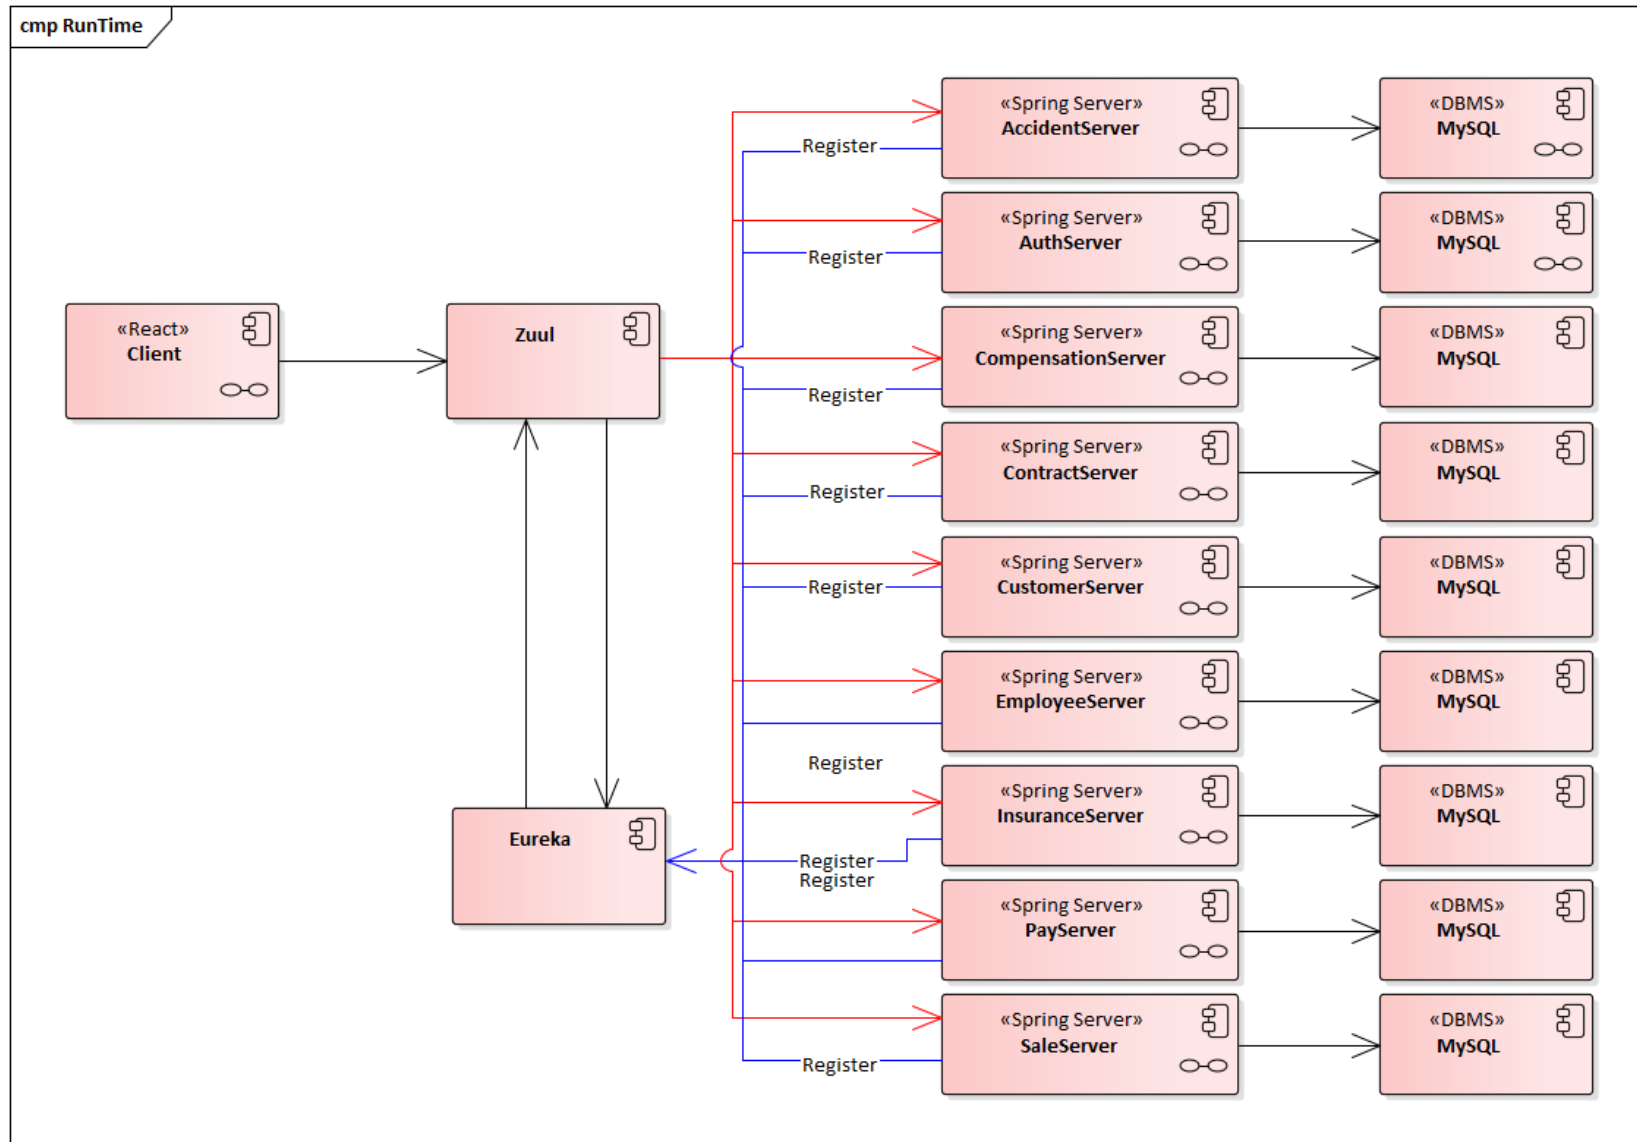 cmp RunTime
«Spring Server»
AccidentServer
«DBMS»
MySQL
Register
«Spring Server»
AuthServer
«DBMS»
MySQL
Register
«React»
Client
Zuul
«Spring Server»
CompensationServer
«DBMS»
MySQL
Register
«Spring Server»
ContractServer
«DBMS»
MySQL
Register
«Spring Server»
CustomerServer
«DBMS»
MySQL
Register
«Spring Server»
EmployeeServer
«DBMS»
MySQL
Register
«Spring Server»
InsuranceServer
«DBMS»
MySQL
Eureka
Register
Register
«Spring Server»
PayServer
«DBMS»
MySQL
«Spring Server»
SaleServer
«DBMS»
MySQL
Register